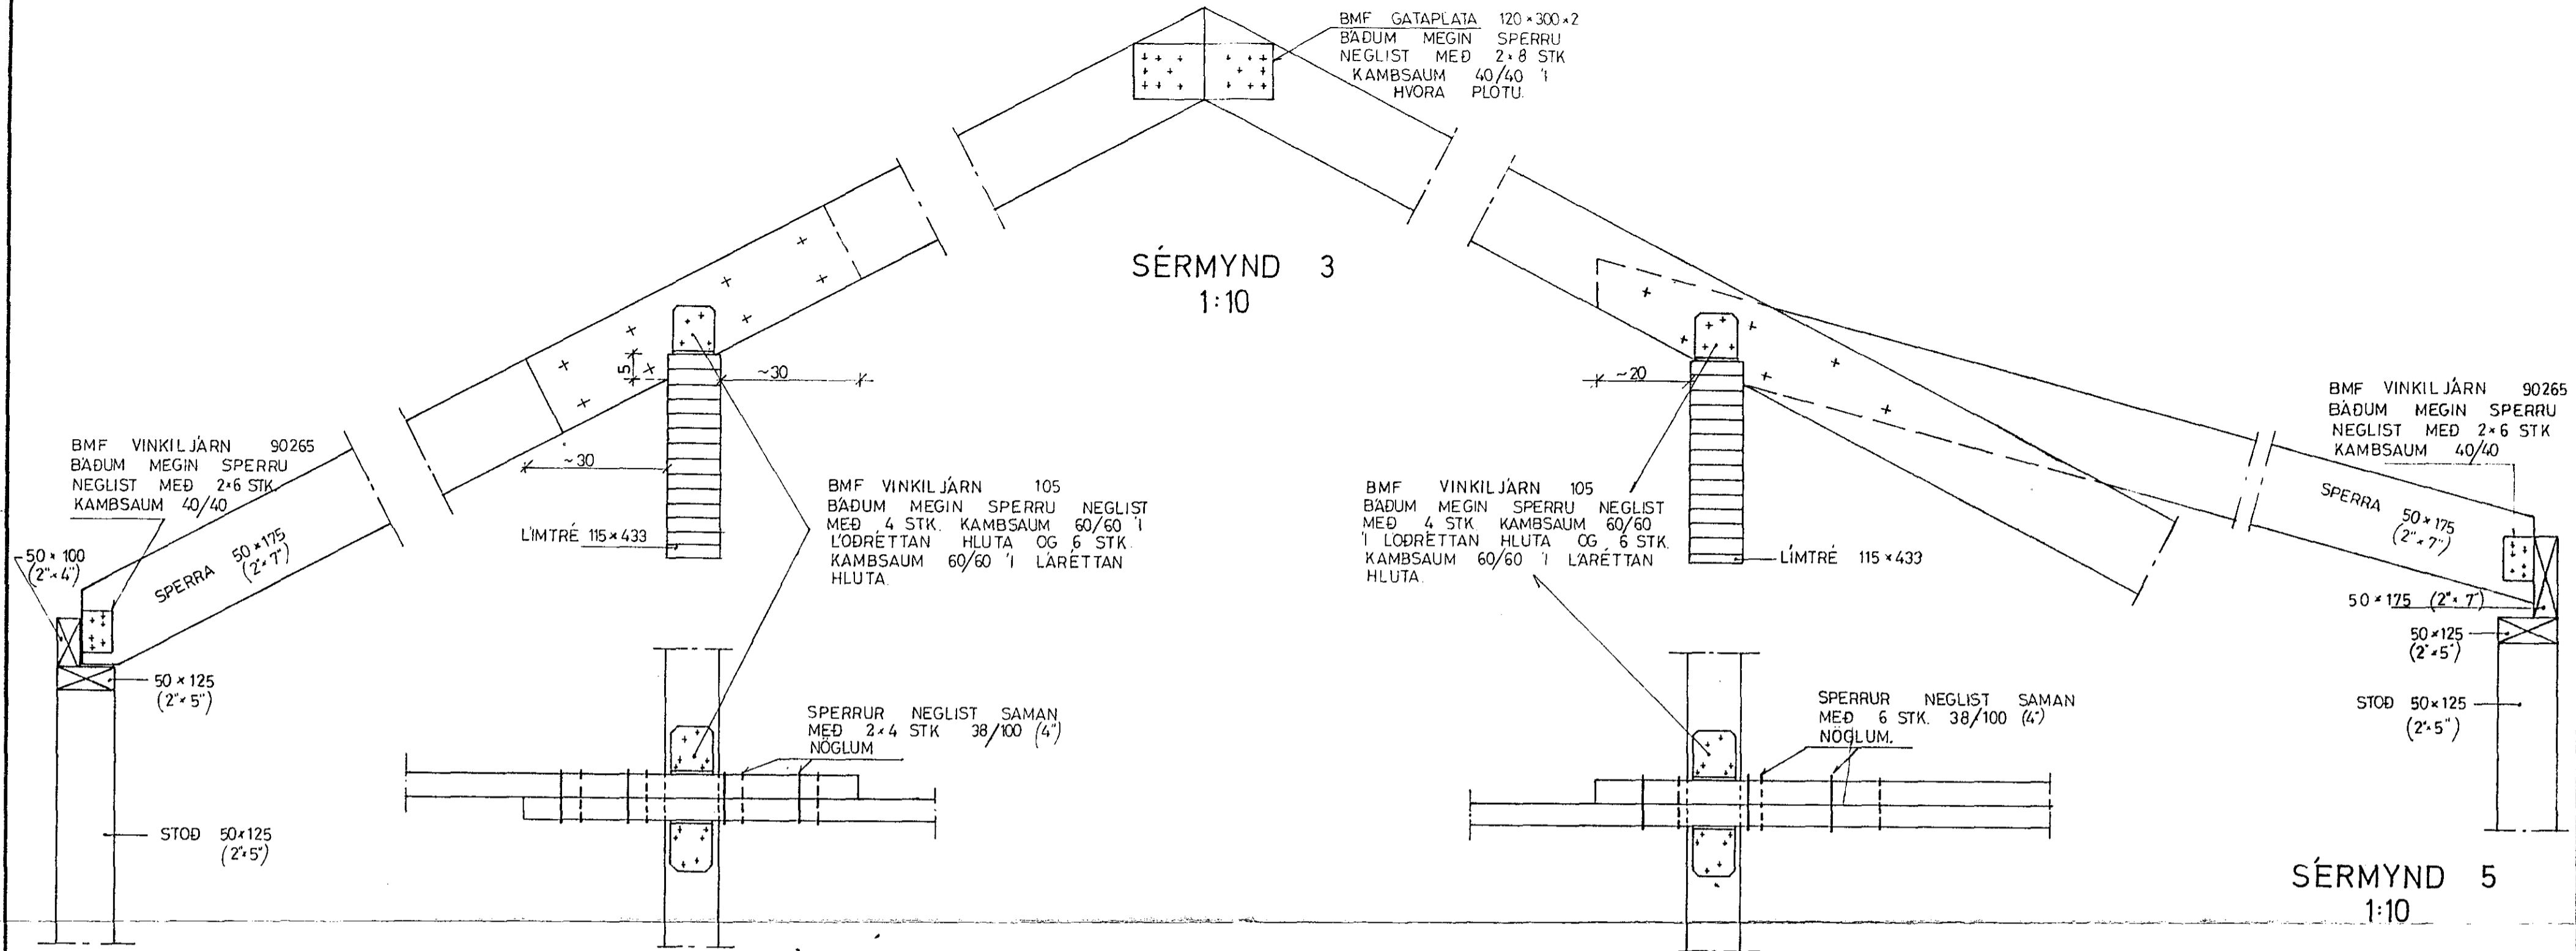 BMF GATAPLATA 120×300×2
BÁÐUM MEGIN SPERRU
NEGLIST MEÐ 2×8 STK
KAMBSAUM 40/40 Í
HVORA PLÖTU.
SÉRMYND 3
1:10
BMF VINKILJÁRN 90265
BÁÐUM MEGIN SPERRU
NEGLIST MEÐ 2×6 STK.
KAMBSAUM 40/40
50×100
(2"×4")
SPERRA 50×175
(2"×7")
50×125
(2"×5")
STOÐ 50×125
(2"×5")
5
~30
~30
LÍMTRÉ 115×433
BMF VINKILJÁRN 105
BÁÐUM MEGIN SPERRU NEGLIST
MEÐ 4 STK. KAMBSAUM 60/60 Í
LÓÐRÉTTAN HLUTA OG 6 STK.
KAMBSAUM 60/60 Í LÁRÉTTAN
HLUTA.
SPERRUR NEGLIST SAMAN
MEÐ 2×4 STK 38/100 (4")
NÖGLUM
~20
BMF VINKILJÁRN 105
BÁÐUM MEGIN SPERRU NEGLIST
MEÐ 4 STK. KAMBSAUM 60/60
Í LÓÐRÉTTAN HLUTA OG 6 STK.
KAMBSAUM 60/60 Í LÁRÉTTAN
HLUTA.
LÍMTRÉ 115×433
SPERRUR NEGLIST SAMAN
MEÐ 6 STK. 38/100 (4")
NÖGLUM.
BMF VINKILJÁRN 90265
BÁÐUM MEGIN SPERRU
NEGLIST MEÐ 2×6 STK
KAMBSAUM 40/40
SPERRA 50×175
(2"×7")
50×175 (2"×7")
50×125
(2"×5")
STOÐ 50×125
(2"×5")
SÉRMYND 5
1:10